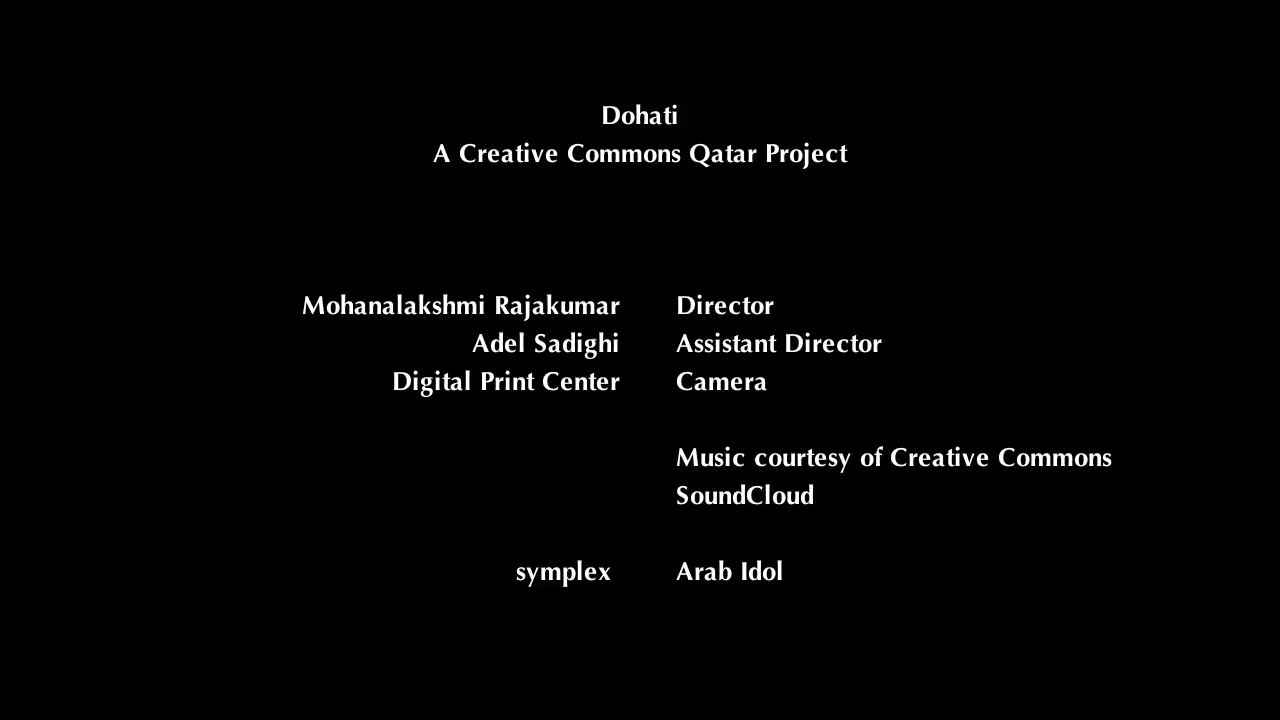 Dohati
A Creative Commons Qatar Project
Mohanalakshmi Rajakumar Director
Adel Sadighi Assistant Director
Digital Print Center Camera
Music courtesy of Creative Commons
SoundCloud
symplex Arab Idol